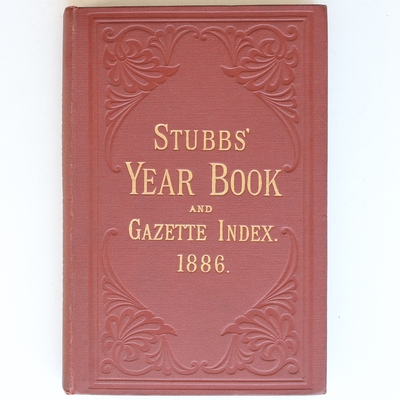 STUBBS'
YEAR BOOK
AND
GAZETTE INDEX.
1886.